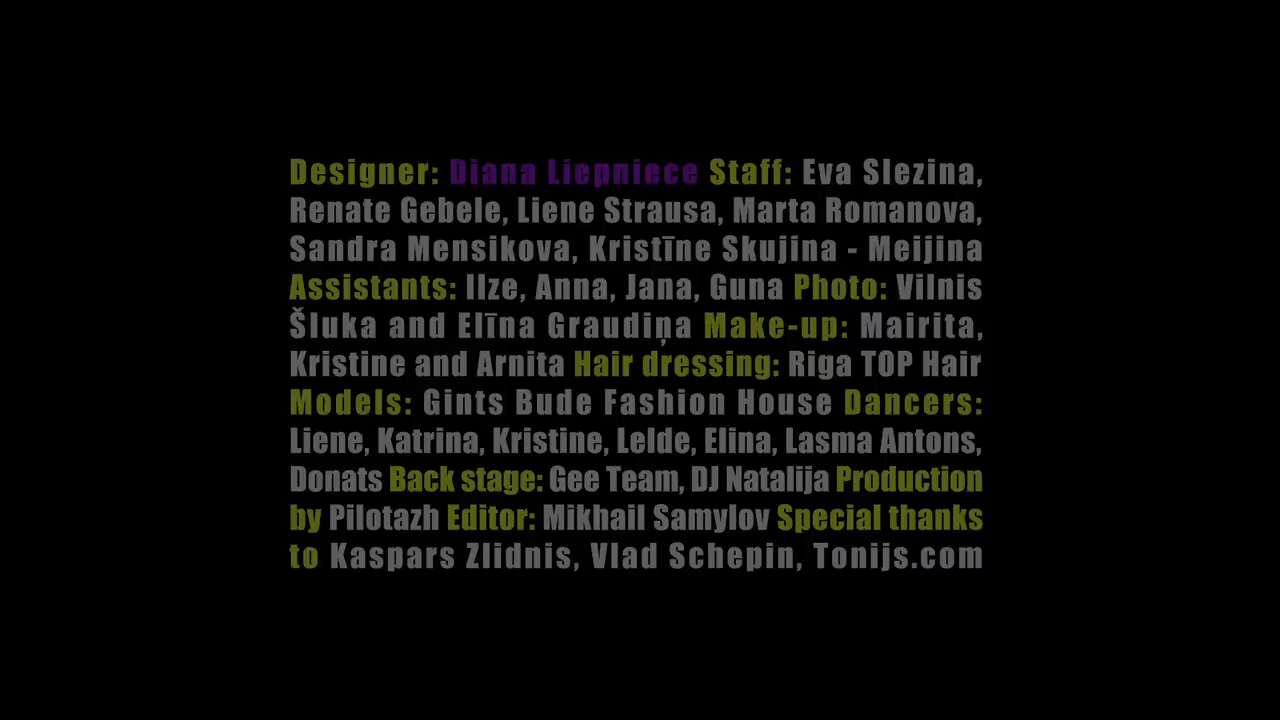 Designer: Diana Liepniece Staff: Eva Slezina,
Renate Gebele, Liene Strausa, Marta Romanova,
Sandra Mensikova, Kristīne Skujina - Meijina
Assistants: Ilze, Anna, Jana, Guna Photo: Vilnis
Šluka and Elīna Graudiņa Make-up: Mairita,
Kristine and Arnita Hair dressing: Riga TOP Hair
Models: Gints Bude Fashion House Dancers:
Liene, Katrina, Kristine, Lelde, Elina, Lasma Antons,
Donats Back stage: Gee Team, DJ Natalija Production
by Pilotazh Editor: Mikhail Samylov Special thanks
to Kaspars Zlidnis, Vlad Schepin, Tonijs.com